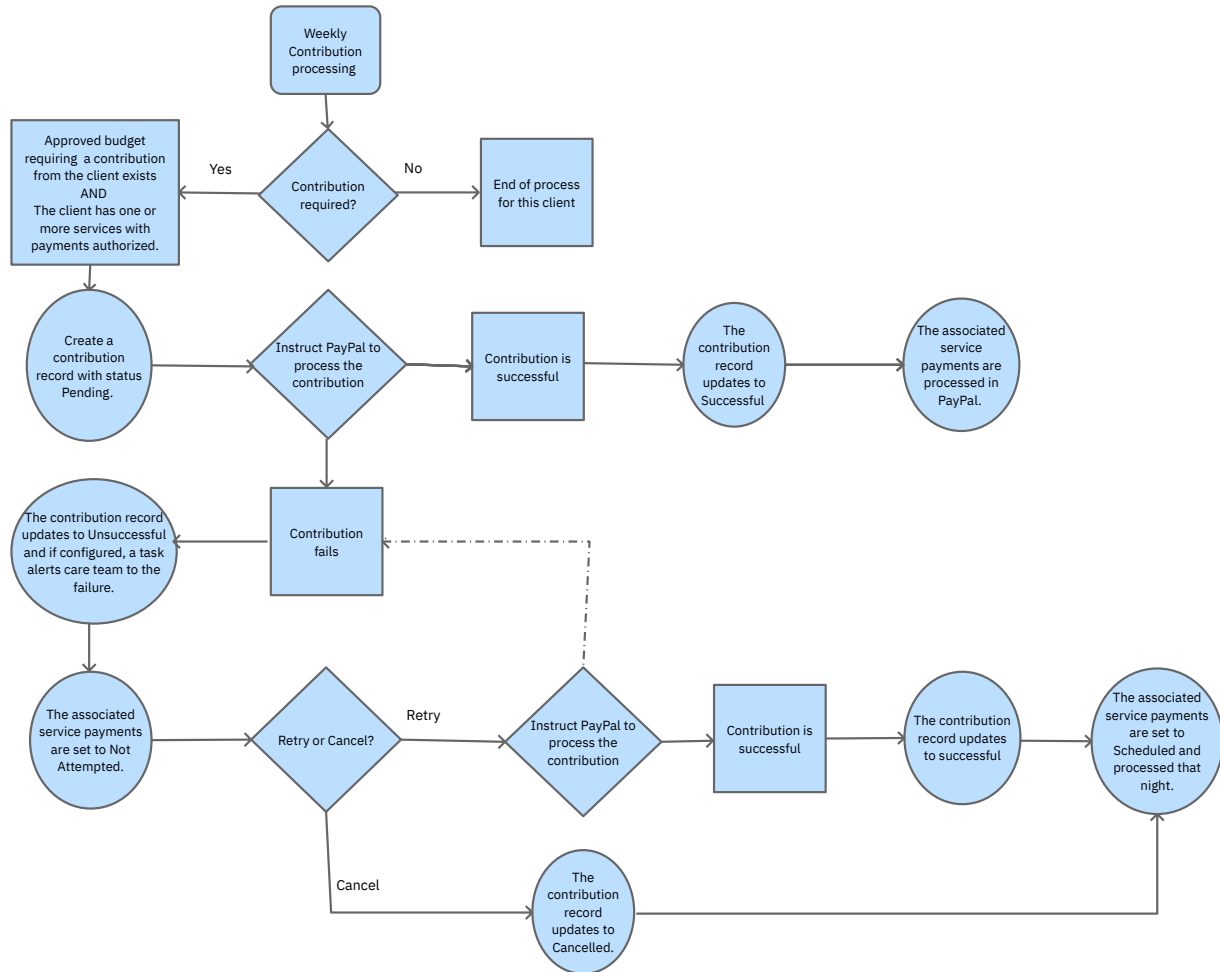 Weekly
Contribution
processing
Approved budget
requiring a contribution
from the client exists
AND
The client has one or
more services with
payments authorized.
Yes
Contribution
required?
No
End of process
for this client
Create a
contribution
record with status
Pending.
Instruct PayPal to
process the
contribution
Contribution is
successful
The
contribution
record
updates to
Successful
The associated
service
payments are
processed in
PayPal.
The contribution record
updates to Unsuccessful
and if configured, a task
alerts care team to the
failure.
Contribution
fails
The associated
service payments
are set to Not
Attempted.
Retry or Cancel?
Retry
Instruct PayPal to
process the
contribution
Contribution is
successful
The contribution
record updates
to successful
The associated
service payments
are set to
Scheduled and
processed that
night.
Cancel
The
contribution
record
updates to
Cancelled.